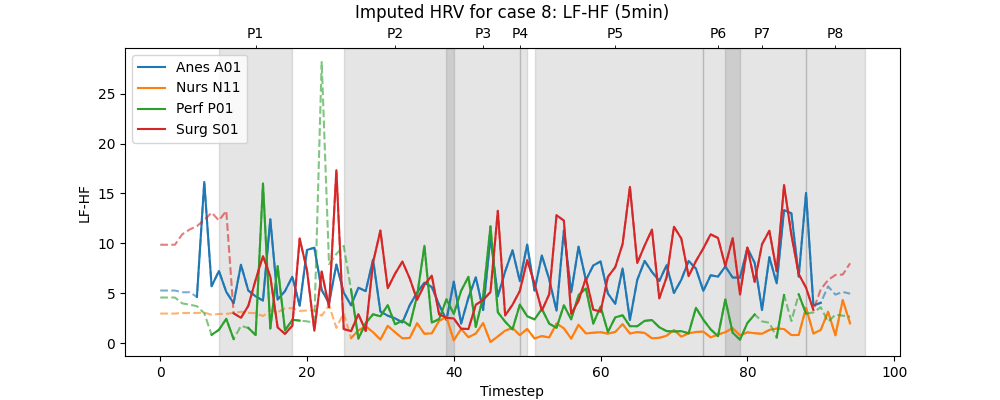 Imputed HRV for case 8: LF-HF (5min)
P1 P2 P3 P4 P5 P6 P7 P8
Anes A01
Nurs N11
Perf P01
Surg S01
25
20
15
10
5
0
LF-HF
0 20 40 60 80 100
Timestep